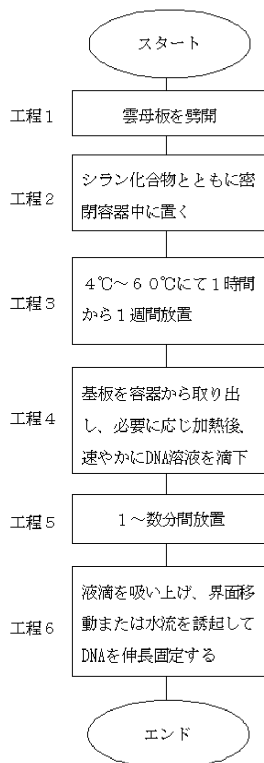 スタート
工程1
雲母板を劈開
工程2
シラン化合物とともに密
閉容器中に置く
工程3
4℃~60℃にて1時間
から1週間放置
工程4
基板を容器から取り出
し、必要に応じ加熱後、
速やかにDNA溶液を滴下
工程5
1~数分間放置
工程6
液滴を吸い上げ、界面移
動または水流を誘起して
DNAを伸長固定する
エンド